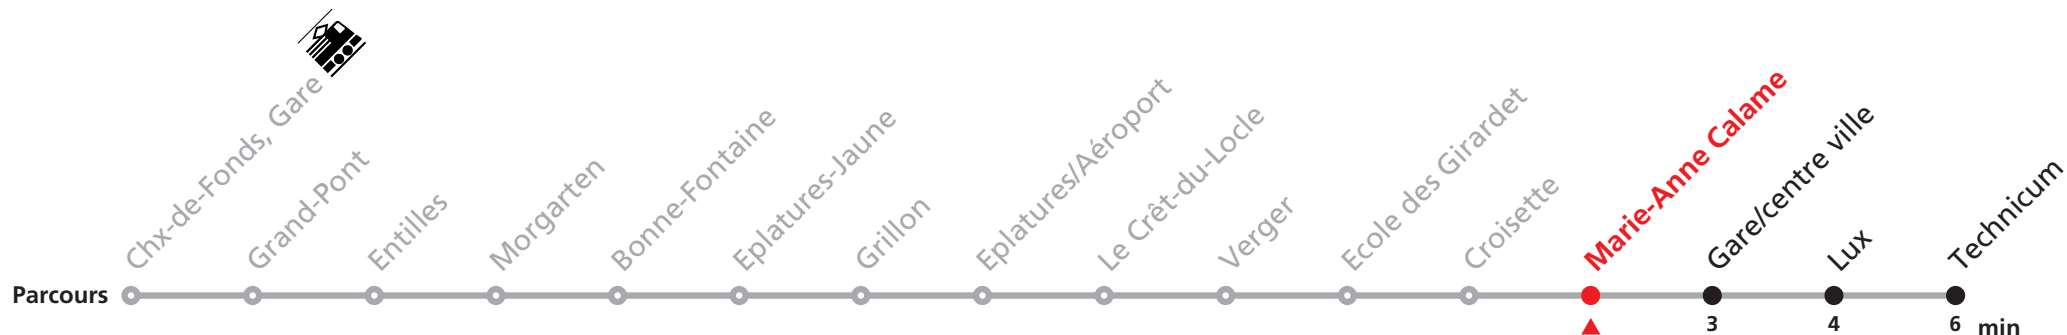 Chx-de-Fonds, Gare
Grand-Pont
Entilles
Morgarten
Bonne-Fontaine
Eplatures-Jaune
Grillon
Eplatures/Aéroport
Le Crêt-du-Locle
Verger
Ecole des Girardet
Croisette
Marie-Anne Calame
Gare/centre ville
Lux
Technicum
Parcours
3 4 6 min